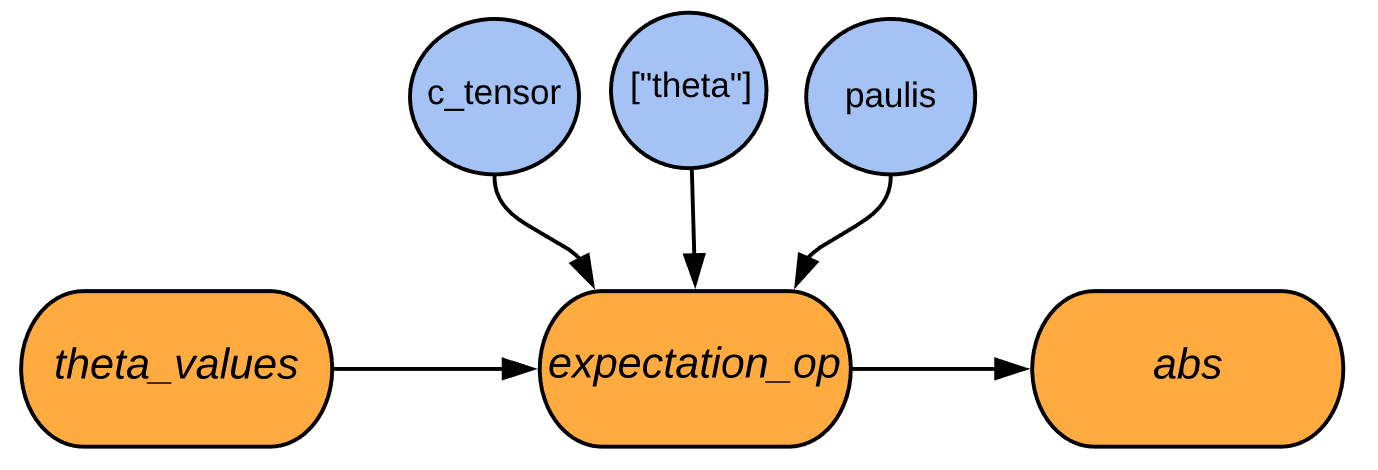 c_tensor
["theta"]
paulis
theta_values
expectation_op
abs